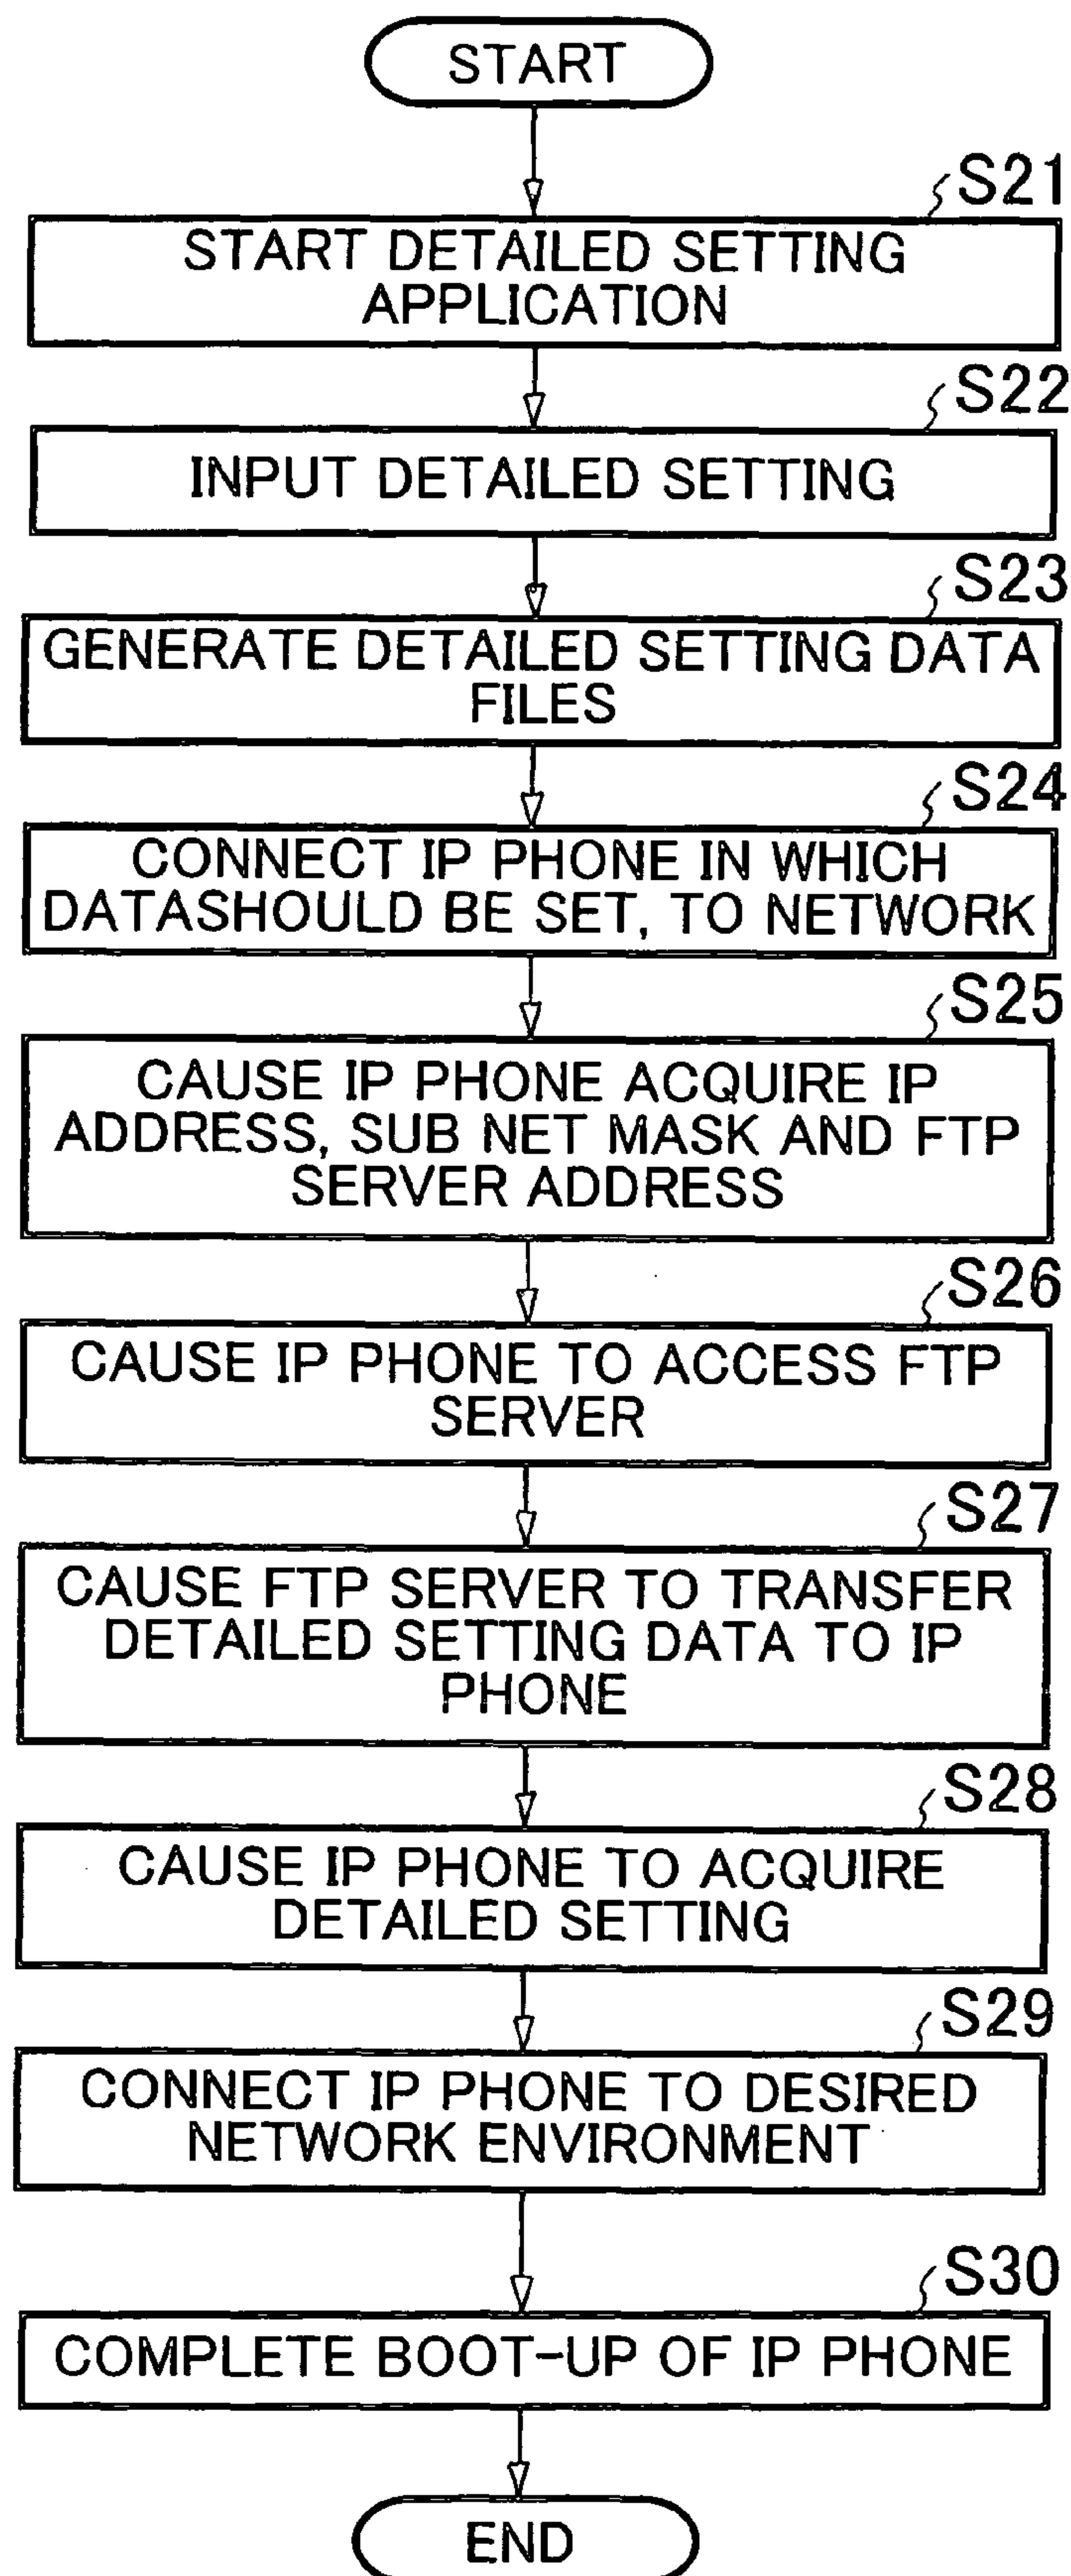 START
S21
START DETAILED SETTING
APPLICATION
S22
INPUT DETAILED SETTING
S23
GENERATE DETAILED SETTING DATA
FILES
S24
CONNECT IP PHONE IN WHICH
DATASHOULD BE SET, TO NETWORK
S25
CAUSE IP PHONE ACQUIRE IP
ADDRESS, SUB NET MASK AND FTP
SERVER ADDRESS
S26
CAUSE IP PHONE TO ACCESS FTP
SERVER
S27
CAUSE FTP SERVER TO TRANSFER
DETAILED SETTING DATA TO IP
PHONE
S28
CAUSE IP PHONE TO ACQUIRE
DETAILED SETTING
S29
CONNECT IP PHONE TO DESIRED
NETWORK ENVIRONMENT
S30
COMPLETE BOOT-UP OF IP PHONE
END